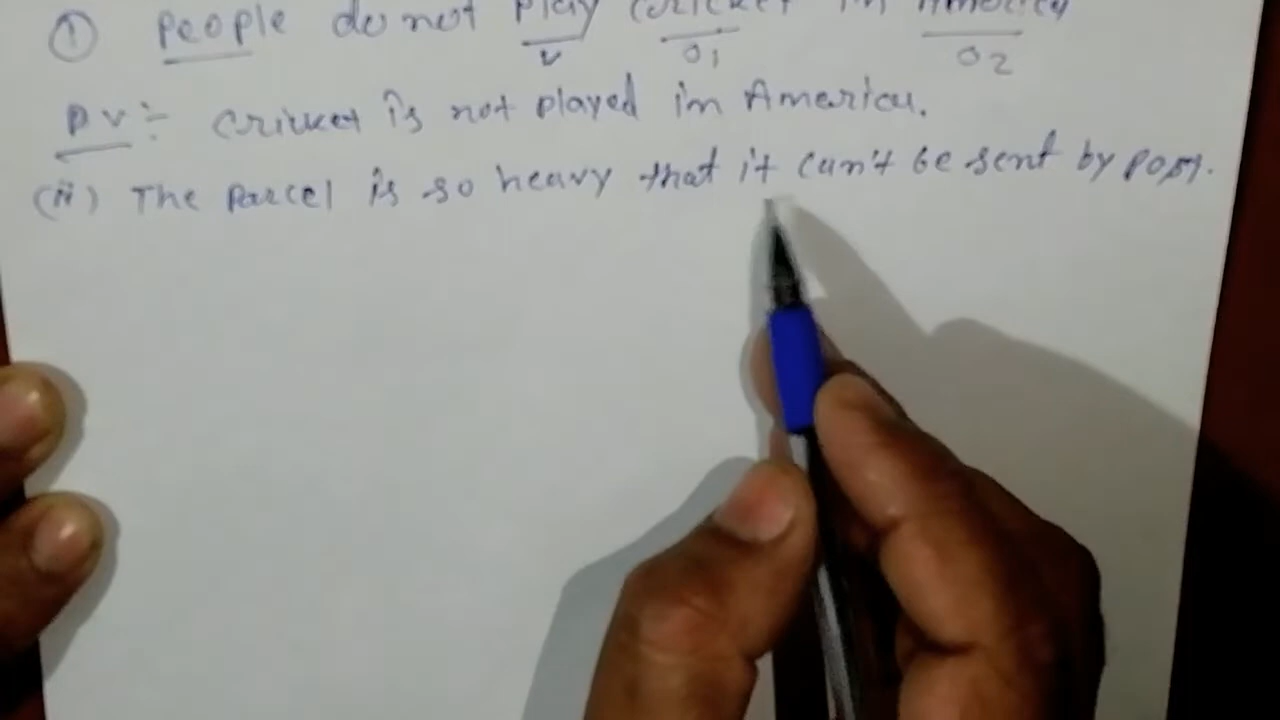 ① People do not play cricket in America
v o1 o2
PV÷ cricket is not played in America.
(ii) The Parcel is so heavy that it can't be sent by post.